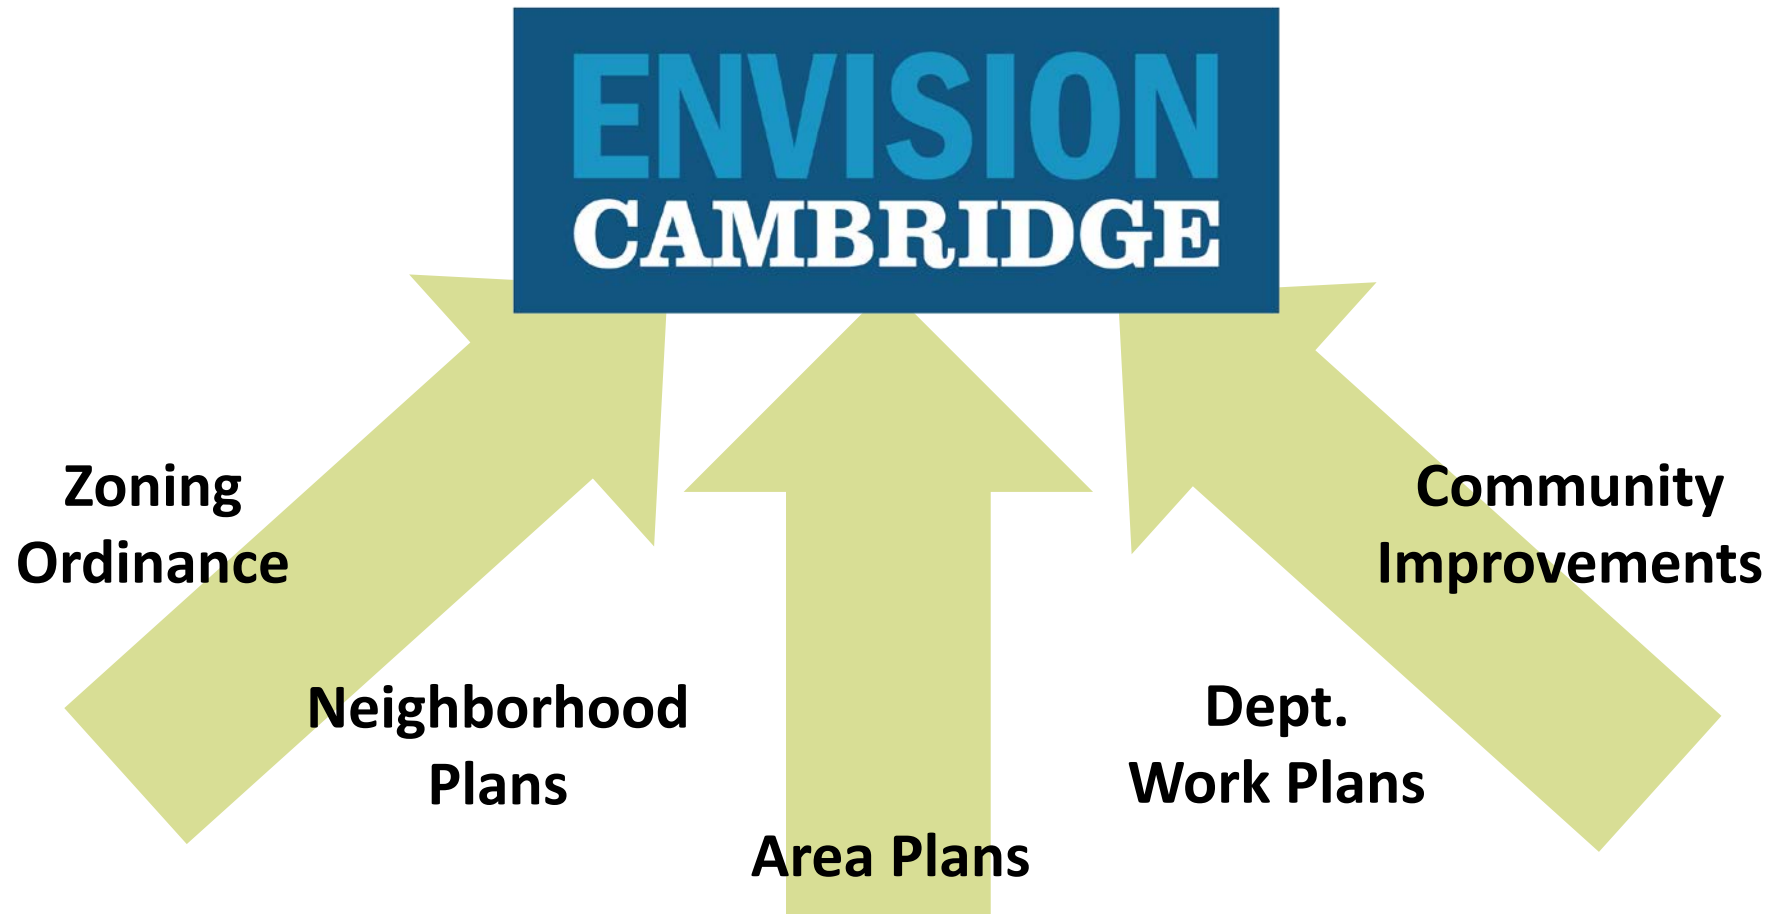 ENVISION
CAMBRIDGE
Zoning
Ordinance
Community
Improvements
Neighborhood
Plans
Dept.
Work Plans
Area Plans